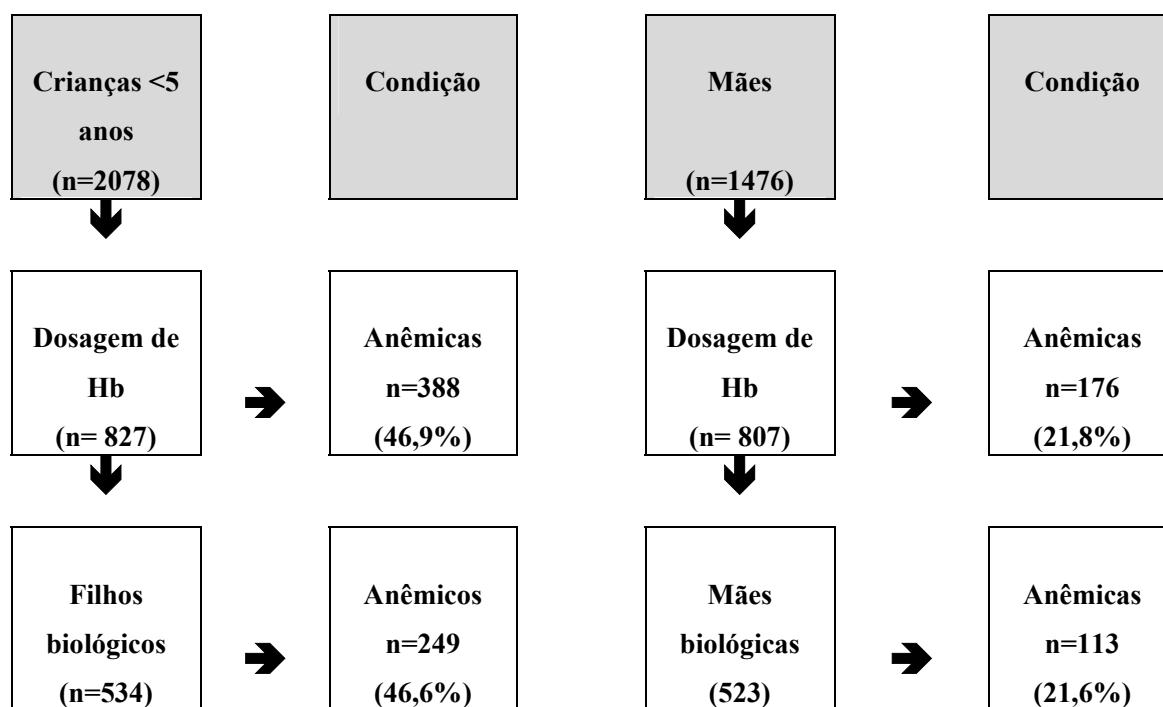 Crianças <5
anos
(n=2078)
Condição
Mães
(n=1476)
Condição
Dosagem de
Hb
(n= 827)
Anêmicas
n=388
(46,9%)
Dosagem de
Hb
(n= 807)
Anêmicas
n=176
(21,8%)
Filhos
biológicos
(n=534)
Anêmicos
n=249
(46,6%)
Mães
biológicas
(523)
Anêmicas
n=113
(21,6%)